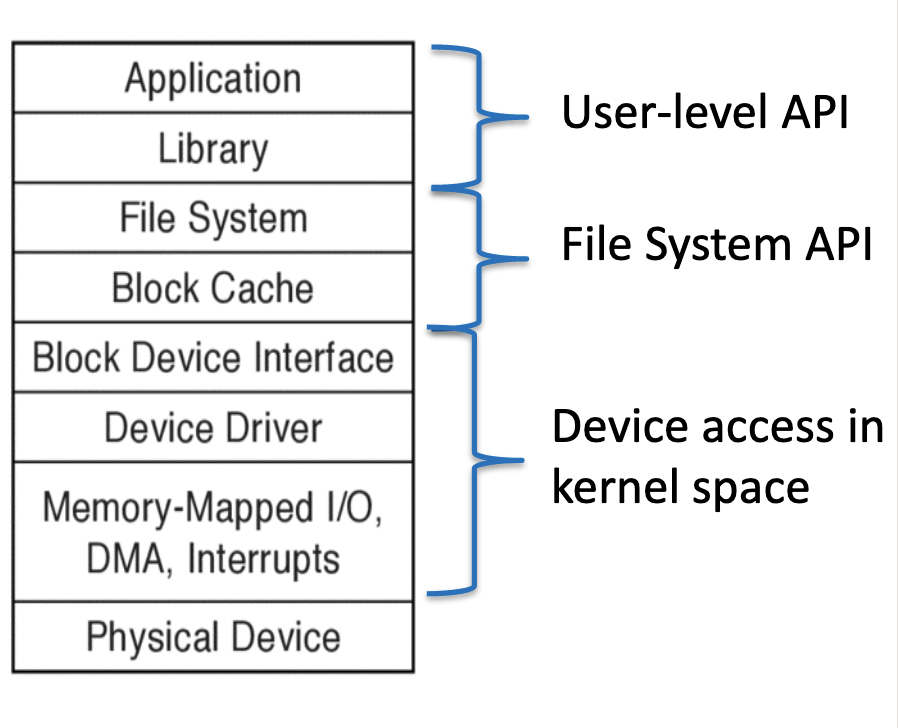 Application
Library
File System
Block Cache
Block Device Interface
Device Driver
Memory-Mapped I/O,
DMA, Interrupts
Physical Device
User-level API
File System API
Device access in
kernel space